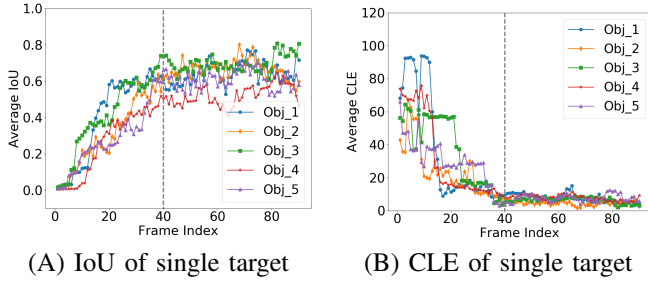 1.0
0.8
0.6
0.4
0.2
0.0
Average IoU
0 20 40 60 80
Frame Index
Obj_1
Obj_2
Obj_3
Obj_4
Obj_5
(A) IoU of single target
120
100
80
60
40
20
0
Average CLE
0 20 40 60 80
Frame Index
Obj_1
Obj_2
Obj_3
Obj_4
Obj_5
(B) CLE of single target